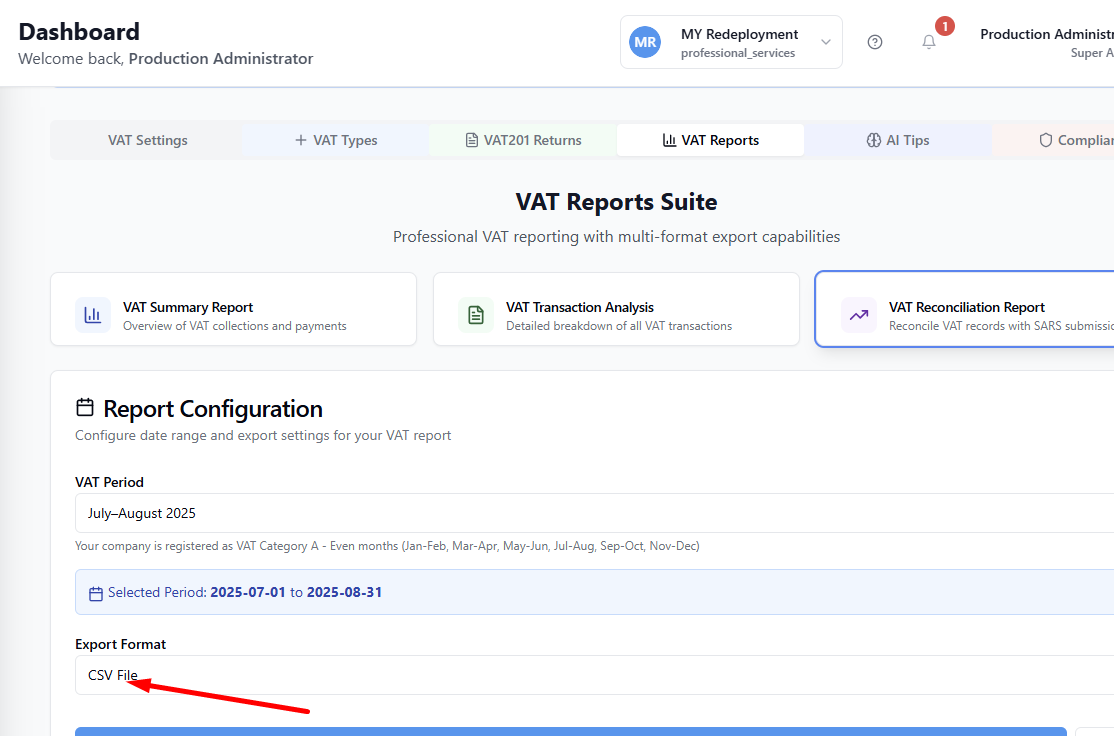 Dashboard
Welcome back, Production Administrator
MR
MY Redeployment
professional_services
1
Production Administr
Super A
VAT Settings
VAT Types
VAT201 Returns
VAT Reports
AI Tips
Complian
VAT Reports Suite
Professional VAT reporting with multi-format export capabilities
VAT Summary Report
Overview of VAT collections and payments
VAT Transaction Analysis
Detailed breakdown of all VAT transactions
VAT Reconciliation Report
Reconcile VAT records with SARS submissio
Report Configuration
Configure date range and export settings for your VAT report
VAT Period
July–August 2025
Your company is registered as VAT Category A - Even months (Jan-Feb, Mar-Apr, May-Jun, Jul-Aug, Sep-Oct, Nov-Dec)
Selected Period: 2025-07-01 to 2025-08-31
Export Format
CSV File